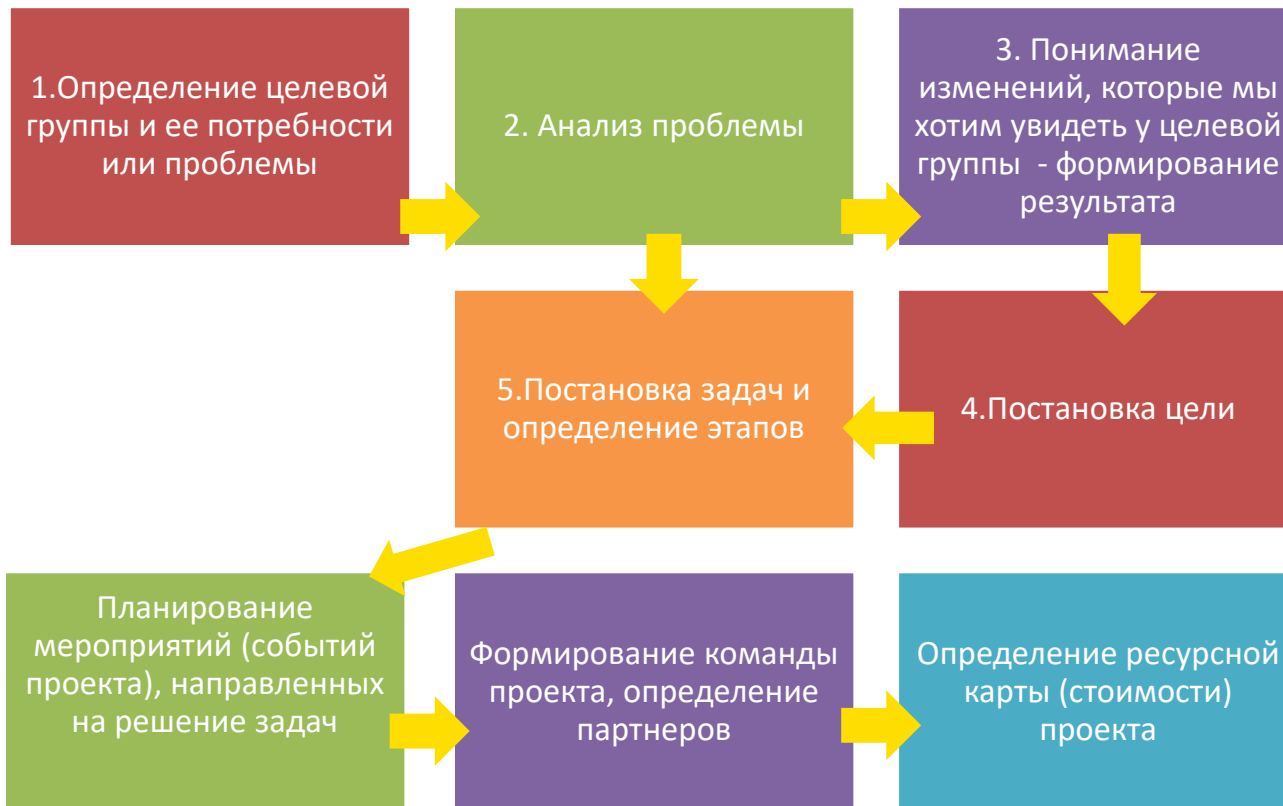 1.Определение целевой
группы и ее потребности
или проблемы
2. Анализ проблемы
3. Понимание
изменений, которые мы
хотим увидеть у целевой
группы - формирование
результата
4.Постановка цели
5.Постановка задач и
определение этапов
Планирование
мероприятий (событий
проекта), направленных
на решение задач
Формирование команды
проекта, определение
партнеров
Определение ресурсной
карты (стоимости)
проекта